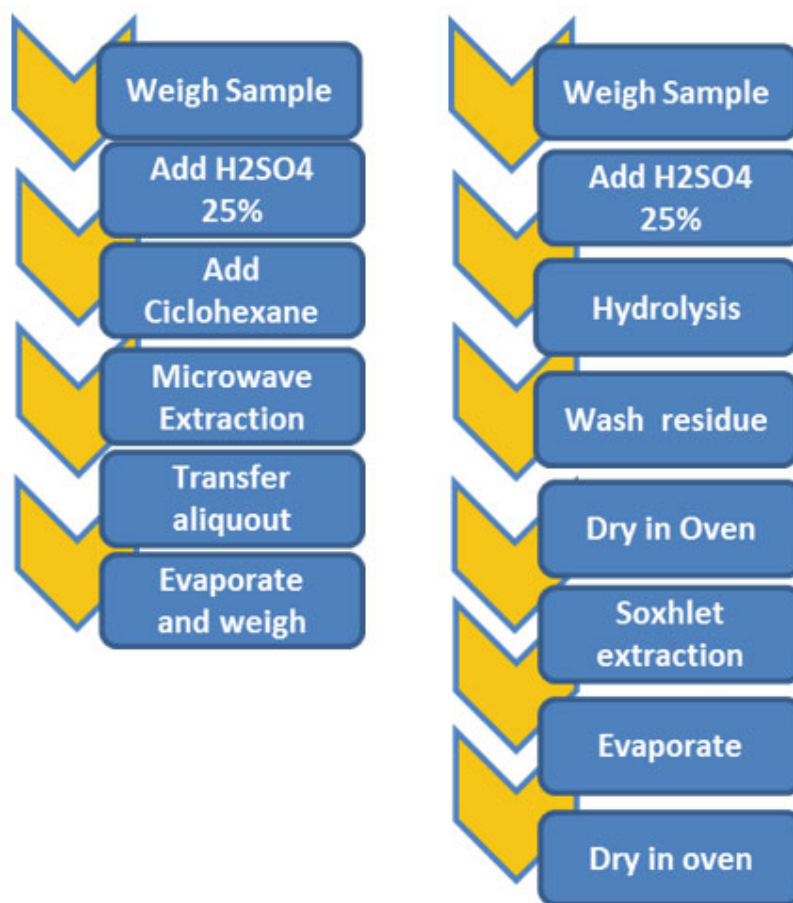 Weigh Sample
Add H2SO4
25%
Add
Ciclohexane
Microwave
Extraction
Transfer
aliquout
Evaporate
and weigh
Weigh Sample
Add H2SO4
25%
Hydrolysis
Wash residue
Dry in Oven
Soxhlet
extraction
Evaporate
Dry in oven